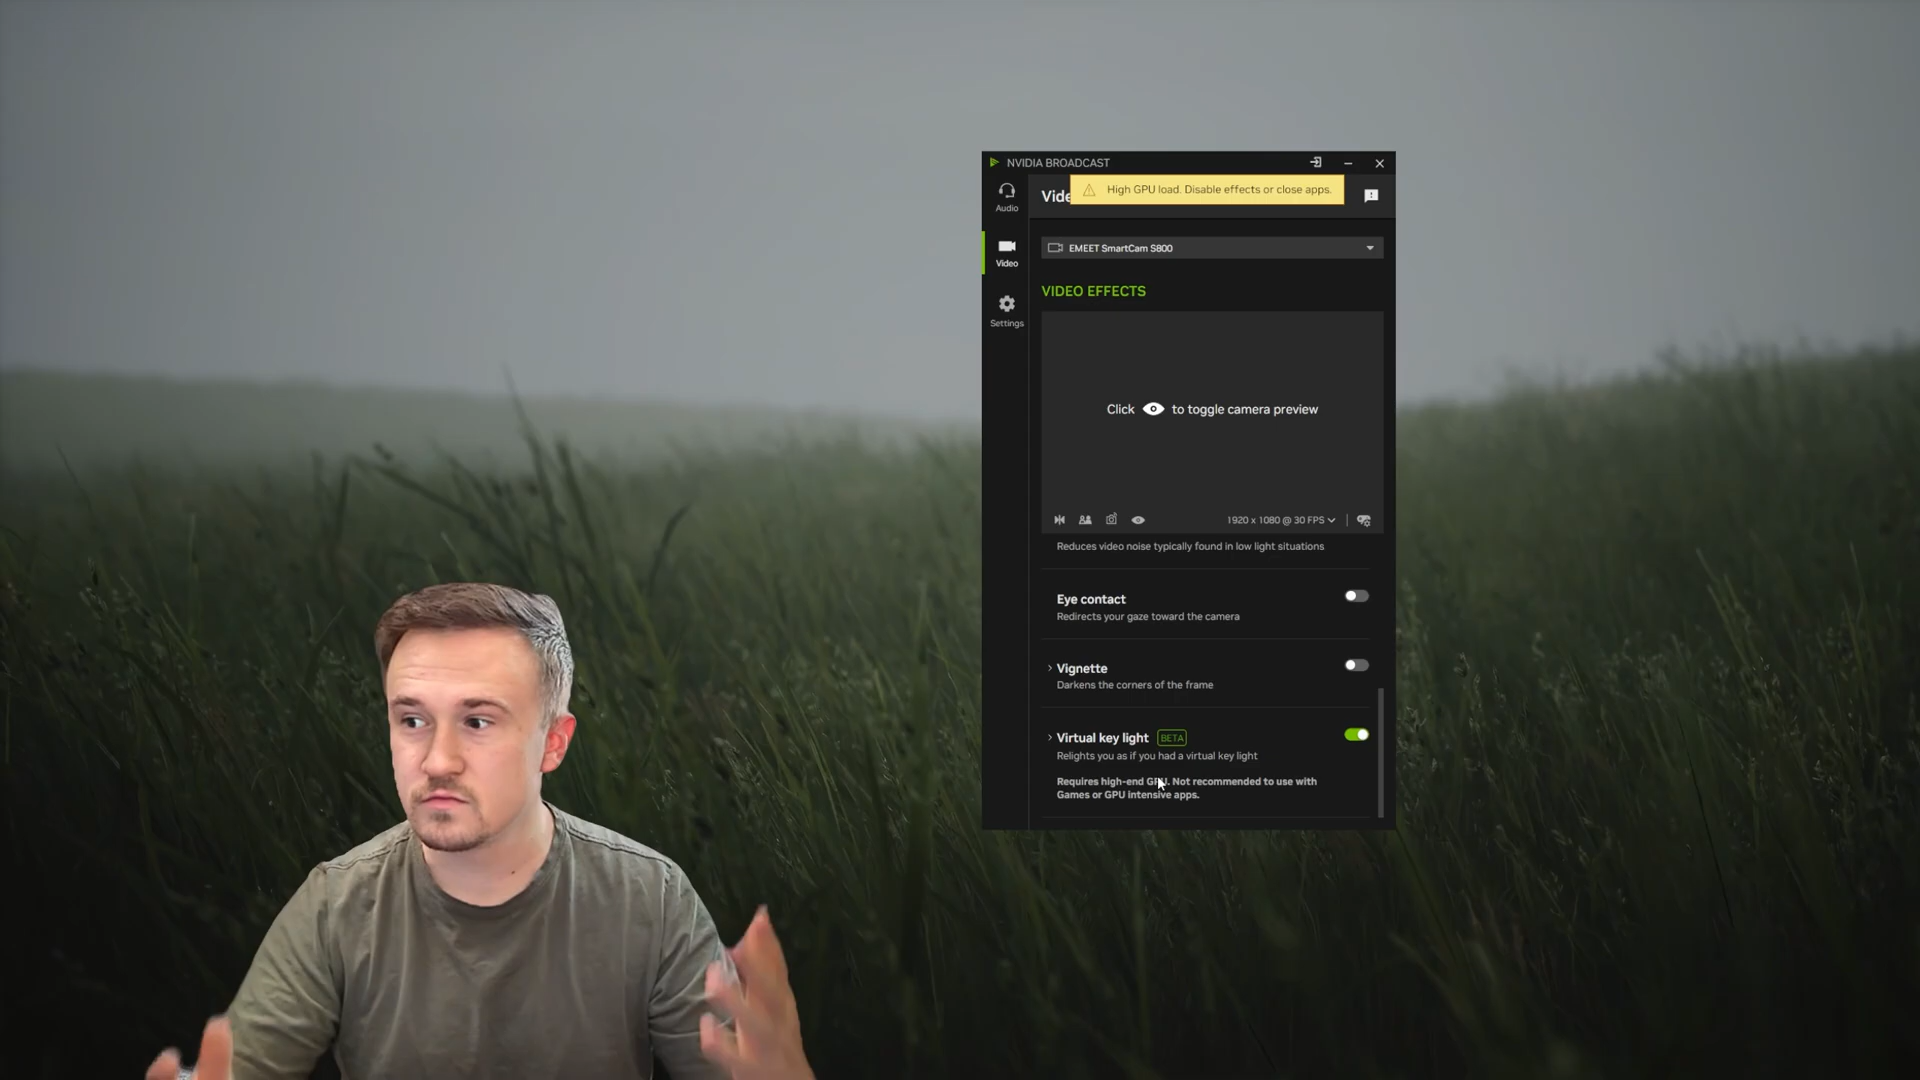 NVIDIA BROADCAST
High GPU load. Disable effects or close apps.
Audio
Vide
EMEET SmartCam S800
Video
VIDEO EFFECTS
Settings
Click to toggle camera preview
1920 x 1080 @ 30 FPS
Reduces video noise typically found in low light situations
Eye contact
Redirects your gaze toward the camera
Vignette
Darkens the corners of the frame
Virtual key light BETA
Relights you as if you had a virtual key light
Requires high-end GPU. Not recommended to use with
Games or GPU intensive apps.